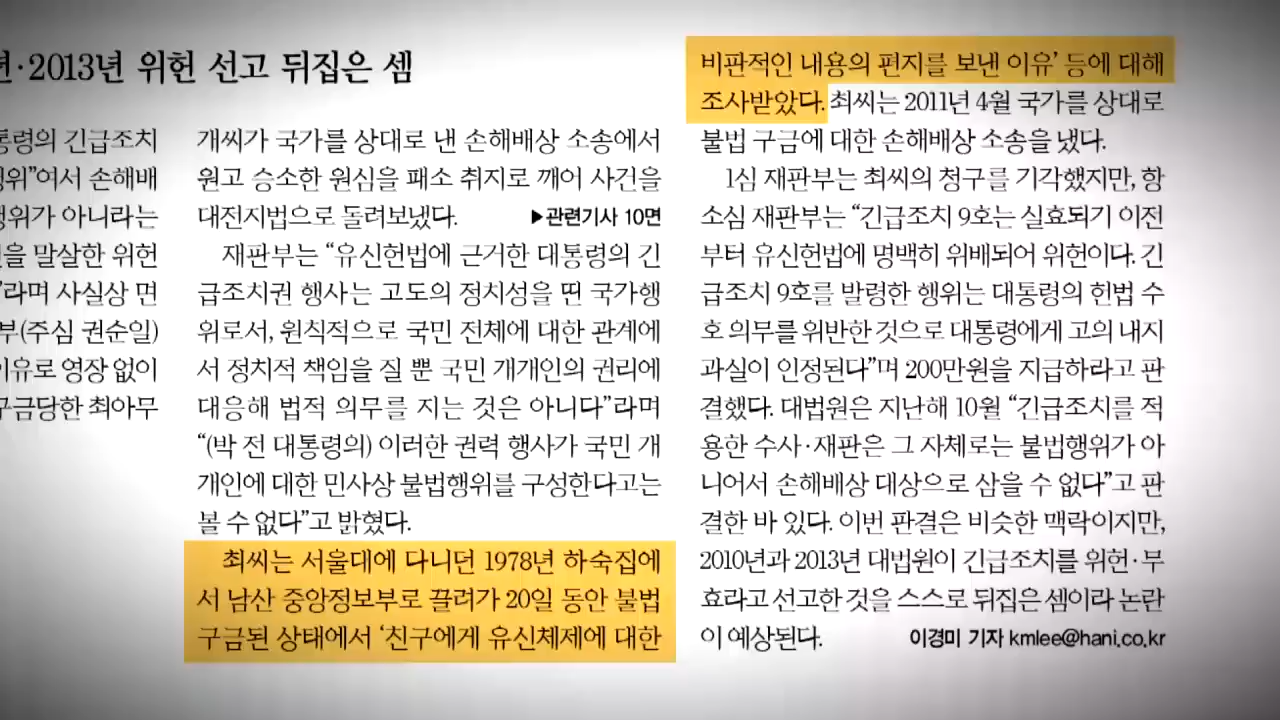 ·2013년 위헌 선고 뒤집은 셈
통령의 긴급조치
행위”여서 손해배
행위가 아니라는
을 말살한 위헌
”라며 사실상 면
부(주심 권순일)
이유로 영장 없이
구금당한 최아무
개씨가 국가를 상대로 낸 손해배상 소송에서
원고 승소한 원심을 패소 취지로 깨어 사건을
대전지법으로 돌려보냈다. ▶관련기사 10면
재판부는 “유신헌법에 근거한 대통령의 긴
급조치권 행사는 고도의 정치성을 띤 국가행
위로서, 원칙적으로 국민 전체에 대한 관계에
서 정치적 책임을 질 뿐 국민 개개인의 권리에
대응해 법적 의무를 지는 것은 아니다”라며
“(박 전 대통령의) 이러한 권력 행사가 국민 개
개인에 대한 민사상 불법행위를 구성한다고는
볼 수 없다”고 밝혔다.
최씨는 서울대에 다니던 1978년 하숙집에
서 남산 중앙정보부로 끌려가 20일 동안 불법
구금된 상태에서 ‘친구에게 유신체제에 대한
비판적인 내용의 편지를 보낸 이유’ 등에 대해
조사받았다. 최씨는 2011년 4월 국가를 상대로
불법 구금에 대한 손해배상 소송을 냈다.
1심 재판부는 최씨의 청구를 기각했지만, 항
소심 재판부는 “긴급조치 9호는 실효되기 이전
부터 유신헌법에 명백히 위배되어 위헌이다. 긴
급조치 9호를 발령한 행위는 대통령의 헌법 수
호 의무를 위반한 것으로 대통령에게 고의 내지
과실이 인정된다”며 200만원을 지급하라고 판
결했다. 대법원은 지난해 10월 “긴급조치를 적
용한 수사·재판은 그 자체로는 불법행위가 아
니어서 손해배상 대상으로 삼을 수 없다”고 판
결한 바 있다. 이번 판결은 비슷한 맥락이지만,
2010년과 2013년 대법원이 긴급조치를 위헌·무
효라고 선고한 것을 스스로 뒤집은 셈이라 논란
이 예상된다. 이경미 기자 kmlee@hani.co.kr